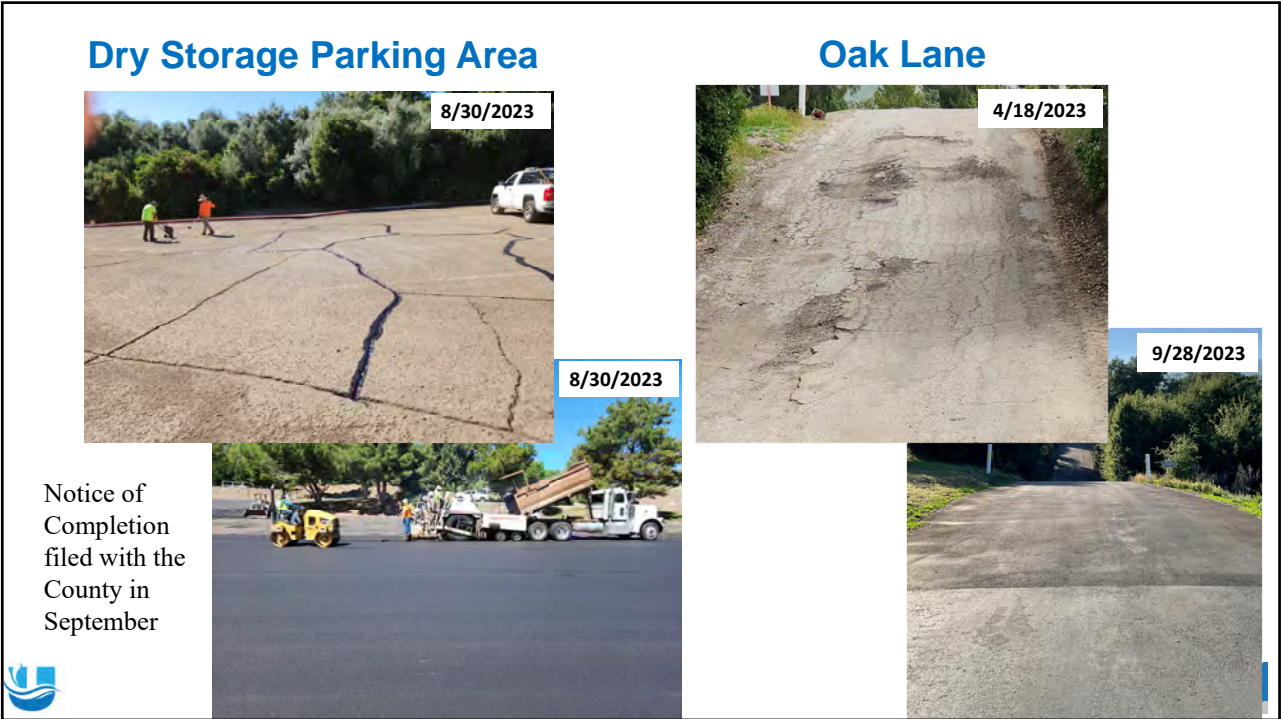 Dry Storage Parking Area
Oak Lane
8/30/2023
4/18/2023
8/30/2023
9/28/2023
Notice of
Completion
filed with the
County in
September